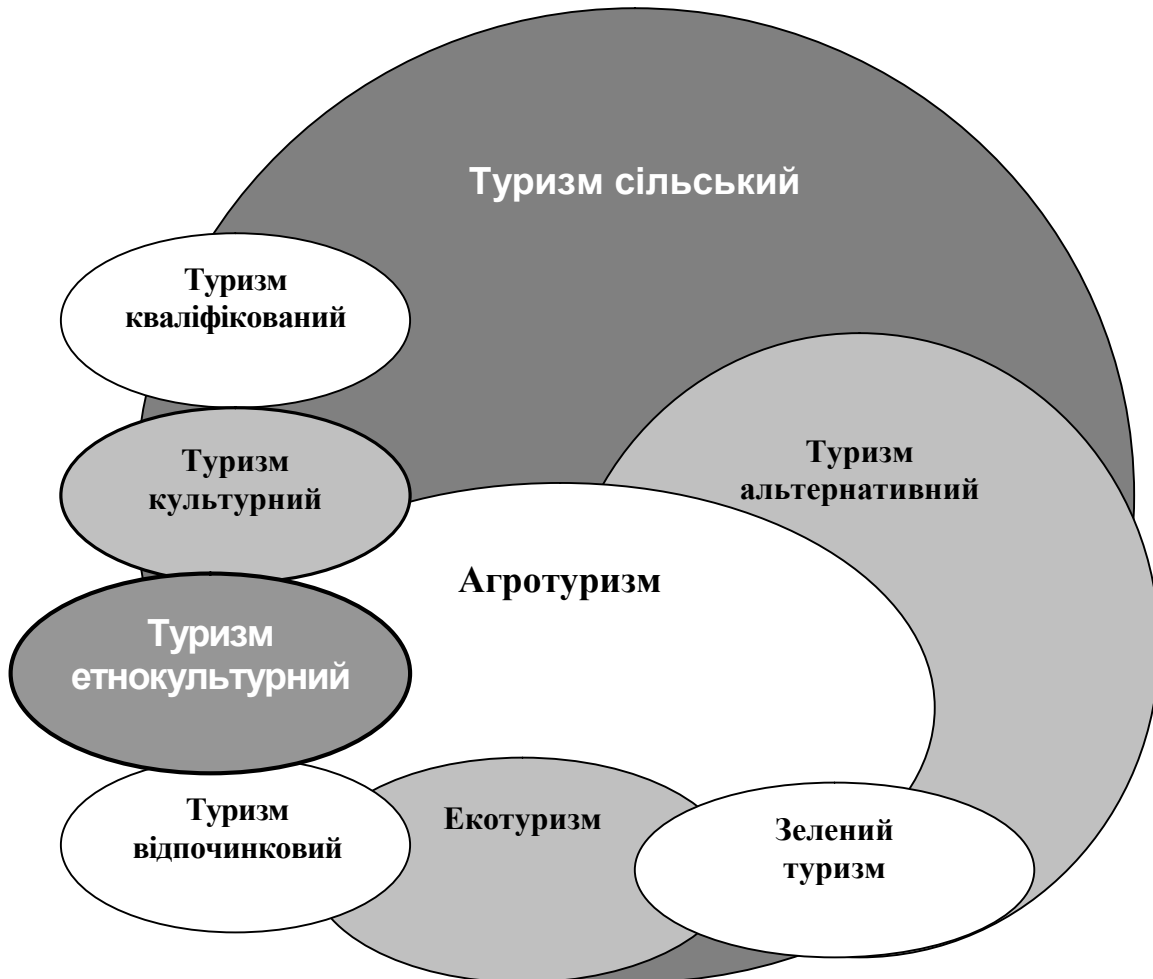 Туризм сільський
Туризм
кваліфікований
Туризм
культурний
Туризм
альтернативний
Агротуризм
Туризм
етнокультурний
Туризм
відпочинковий
Екотуризм
Зелений
туризм